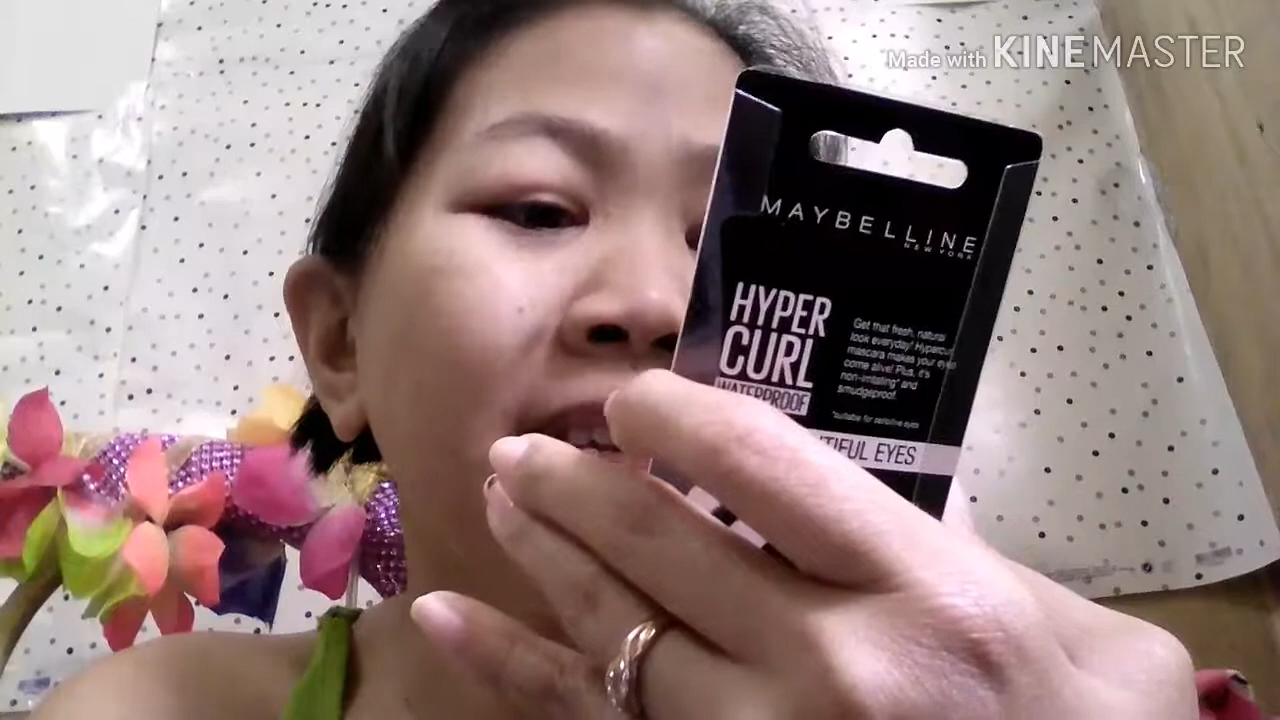 Made with KINEMASTER
MAYBELLINE
NEW YORK
HYPER
CURL
WATERPROOF
Get that fresh, natural
look everyday! Hypercurl
mascara makes your eyes
come alive! Plus, it's
non-irritating* and
smudgeproof.
*suitable for sensitive eyes
TIFUL EYES